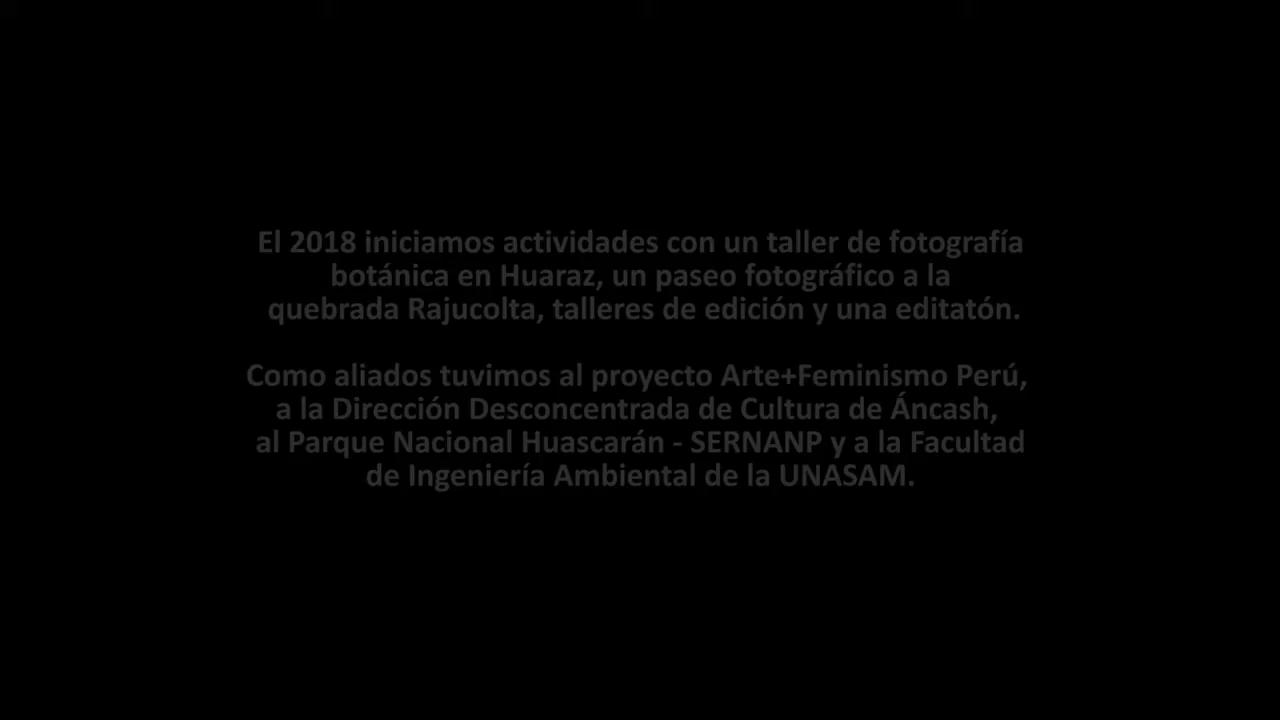 El 2018 iniciamos actividades con un taller de fotografía
botánica en Huaraz, un paseo fotográfico a la
quebrada Rajucolta, talleres de edición y una editatón.
Como aliados tuvimos al proyecto Arte+Feminismo Perú,
a la Dirección Desconcentrada de Cultura de Áncash,
al Parque Nacional Huascarán - SERNANP y a la Facultad
de Ingeniería Ambiental de la UNASAM.